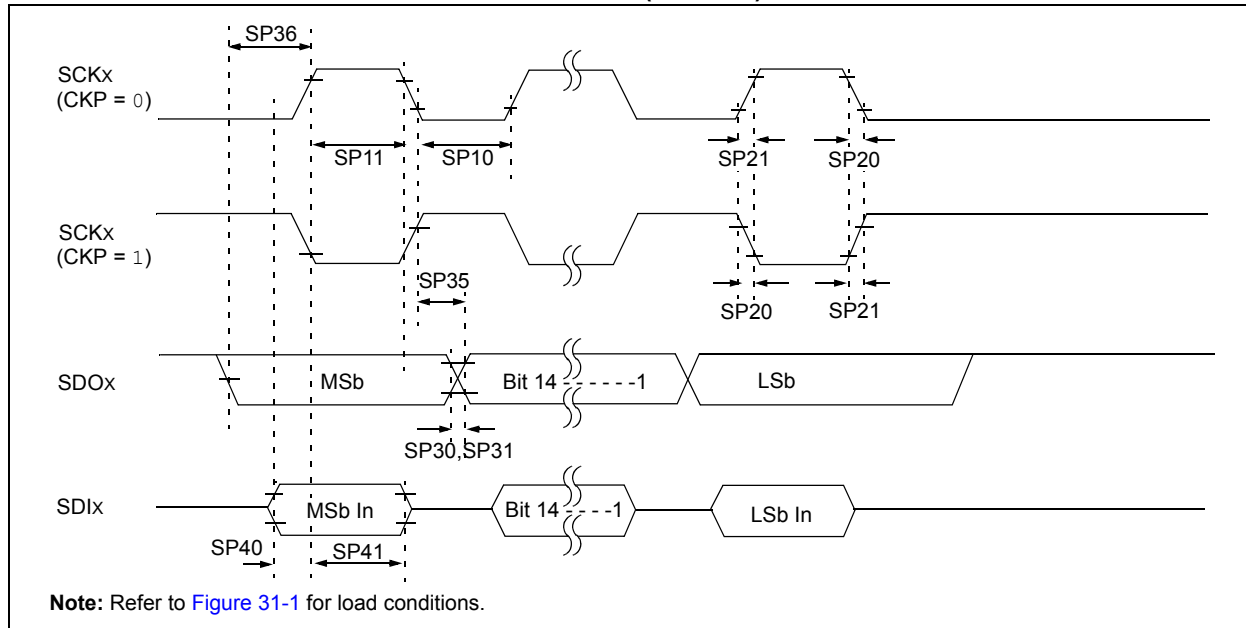 SP36
SCKx
(CKP = 0)
SP11
SP10
SP21
SP20
SCKx
(CKP = 1)
SP35
SP20
SP21
SDOx
MSb
Bit 14 - - - - - -1
LSb
SP30,SP31
SDIx
MSb In
Bit 14 - - - -1
LSb In
SP40
SP41
Note: Refer to Figure 31-1 for load conditions.